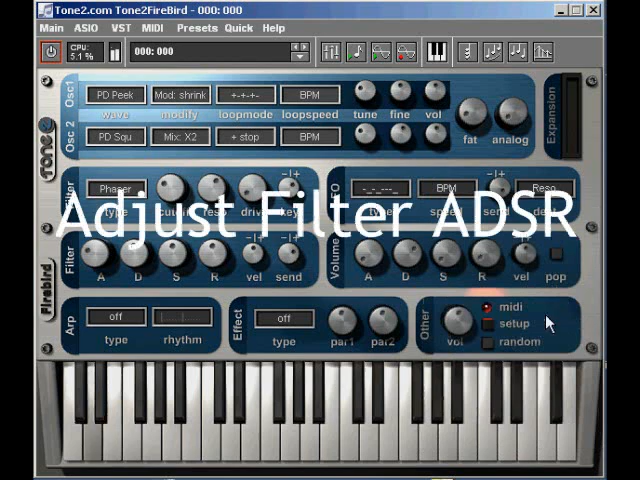 Tone2.com Tone2FireBird - 000: 000
Main ASIO VST MIDI Presets Quick Help
CPU: 5.1 %
000: 000
Osc1
PD Peek Mod: shrink +-+-+- BPM
wave modify loopmode loopspeed tune fine vol
Osc 2
PD Squ Mix: X2 + stop BPM
fat analog
Expansion
Tone2
Phaser
type reso key
BPM Reso
Adjust Filter ADSR
Filter
A D S R vel send
Volume
A D S R vel pop
Firebird
Arp
off
type rhythm
Effect
off
type par1 par2
Other
vol
midi
setup
random